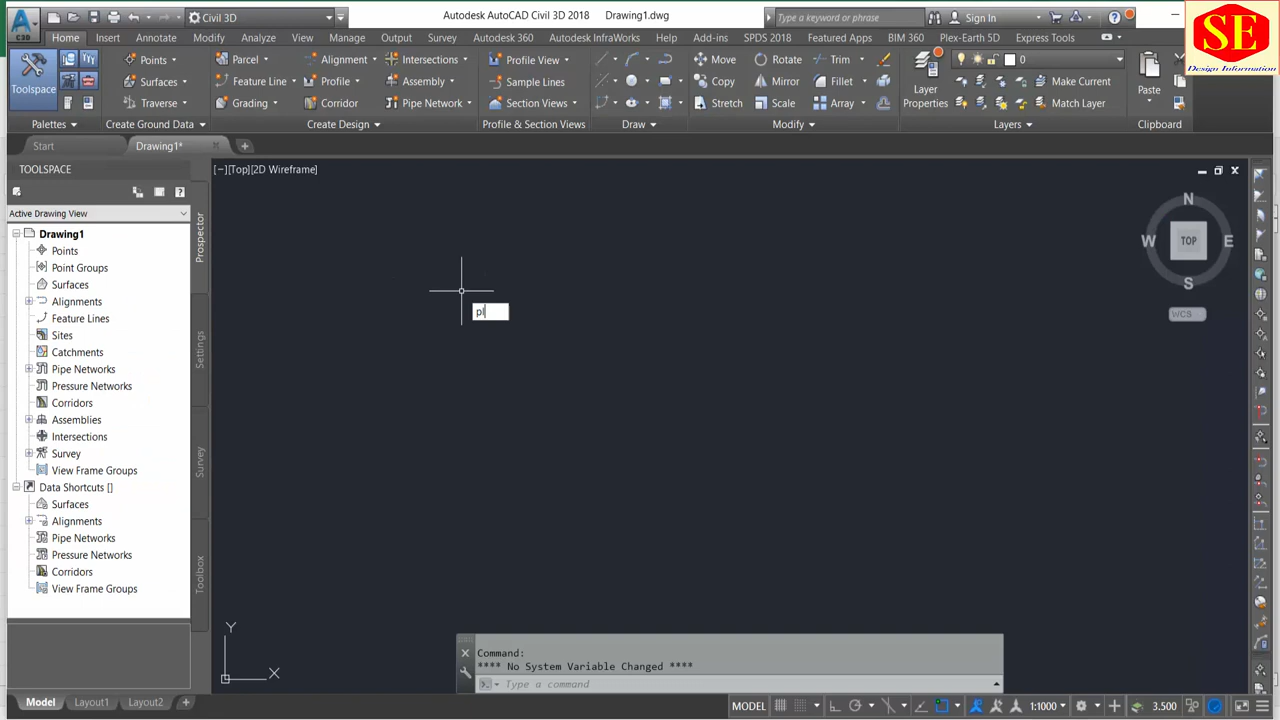 Civil 3D
Autodesk AutoCAD Civil 3D 2018 Drawing1.dwg
Type a keyword or phrase
Sign In
SE
Design Information
Home Insert Annotate Modify Analyze View Manage Output Survey Autodesk 360 Autodesk InfraWorks Help Add-ins SPDS 2018 Featured Apps BIM 360 Plex-Earth 5D Express Tools
C3D
Toolspace
Points
Surfaces
Traverse
Parcel
Feature Line
Grading
Alignment
Profile
Corridor
Intersections
Assembly
Pipe Network
Profile View
Sample Lines
Section Views
Move
Copy
Stretch
Rotate
Mirror
Scale
Trim
Fillet
Array
Layer
Properties
0
Make Current
Match Layer
Paste
Palettes
Create Ground Data
Create Design
Profile & Section Views
Draw
Modify
Layers
Clipboard
Start
Drawing1*
TOOLSPACE
Active Drawing View
Drawing1
Points
Point Groups
Surfaces
Alignments
Feature Lines
Sites
Catchments
Pipe Networks
Pressure Networks
Corridors
Assemblies
Intersections
Survey
View Frame Groups
Data Shortcuts []
Surfaces
Alignments
Pipe Networks
Pressure Networks
Corridors
View Frame Groups
Prospector
Settings
Survey
Toolbox
[−][Top][2D Wireframe]
pl
N
W TOP E
S
WCS
Y
X
Command:
**** No System Variable Changed ****
Type a command
Model
Layout1
Layout2
MODEL
1:1000
3.500